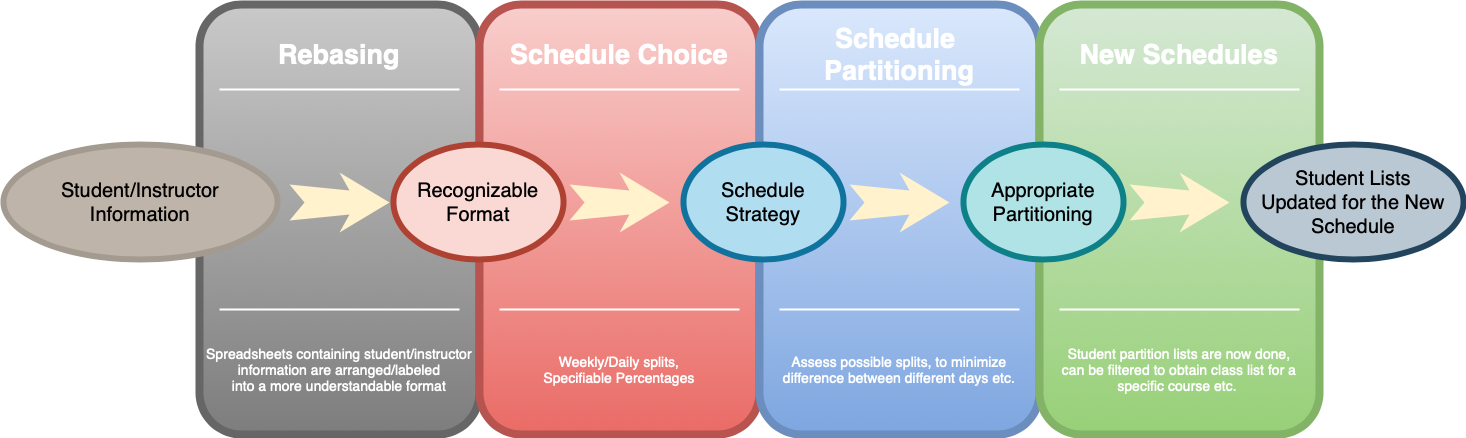 Rebasing
Schedule Choice
Schedule
Partitioning
New Schedules
Student/Instructor
Information
Recognizable
Format
Schedule
Strategy
Appropriate
Partitioning
Student Lists
Updated for the New
Schedule
Spreadsheets containing student/instructor
information are arranged/labeled
into a more understandable format
Weekly/Daily splits,
Specifiable Percentages
Assess possible splits, to minimize
difference between different days etc.
Student partition lists are now done,
can be filtered to obtain class list for a
specific course etc.